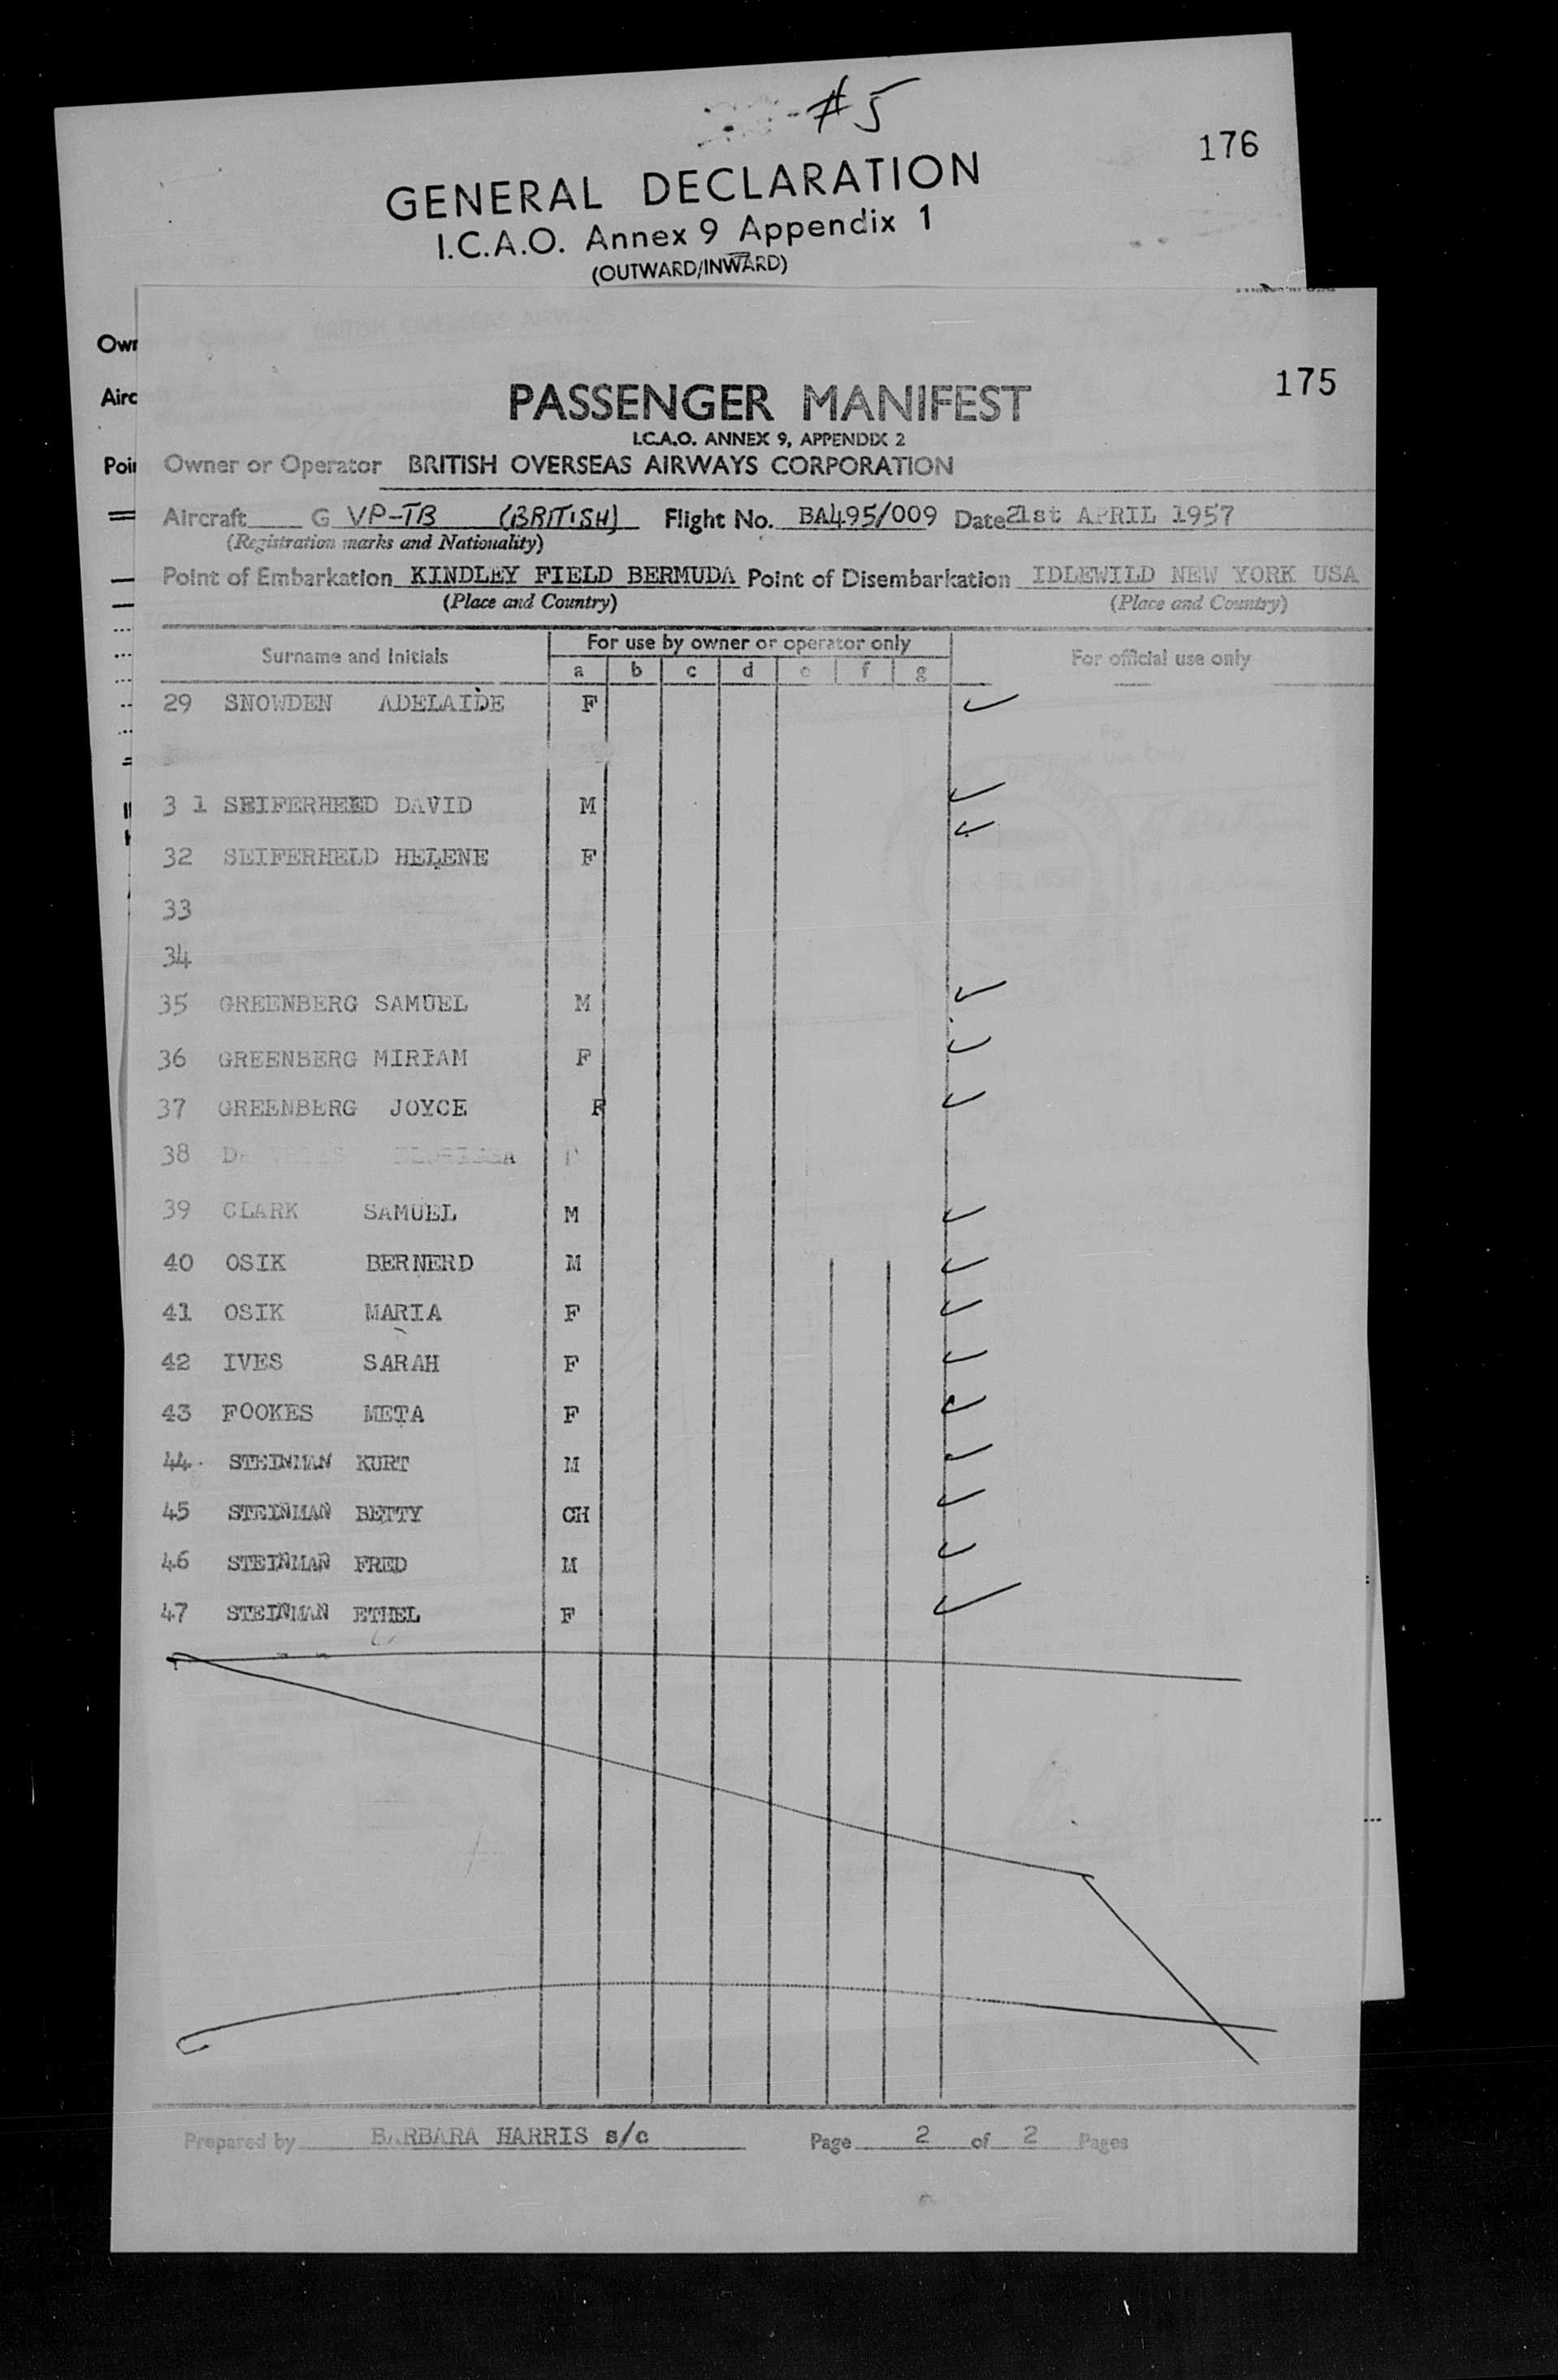 #5
176
GENERAL DECLARATION
I.C.A.O. Annex 9 Appendix 1
(OUTWARD/INWARD)
175
PASSENGER MANIFEST
I.C.A.O. ANNEX 9, APPENDIX 2
Owner or Operator BRITISH OVERSEAS AIRWAYS CORPORATION
Aircraft G VP-TB (BRITISH) Flight No. BA495/009 Date 21st APRIL 1957
(Registration marks and Nationality)
Point of Embarkation KINDLEY FIELD BERMUDA Point of Disembarkation IDLEWILD NEW YORK USA
(Place and Country) (Place and Country)
Surname and Initials For use by owner or operator only For official use only
a b c d e f g
29 SNOWDEN ADELAIDE F
3 1 SEIFERHEED DAVID M
32 SEIFERHELD HELENE F
33
34
35 GREENBERG SAMUEL M
36 GREENBERG MIRIAM F
37 GREENBERG JOYCE F
38
39 CLARK SAMUEL M
40 OSIK BERNERD M
41 OSIK MARIA F
42 IVES SARAH F
43 FOOKES META F
44 STEINMAN KURT M
45 STEINMAN BETTY CH
46 STEINMAN FRED M
47 STEINMAN ETHEL F
Prepared by BARBARA HARRIS s/c Page 2 of 2 Pages